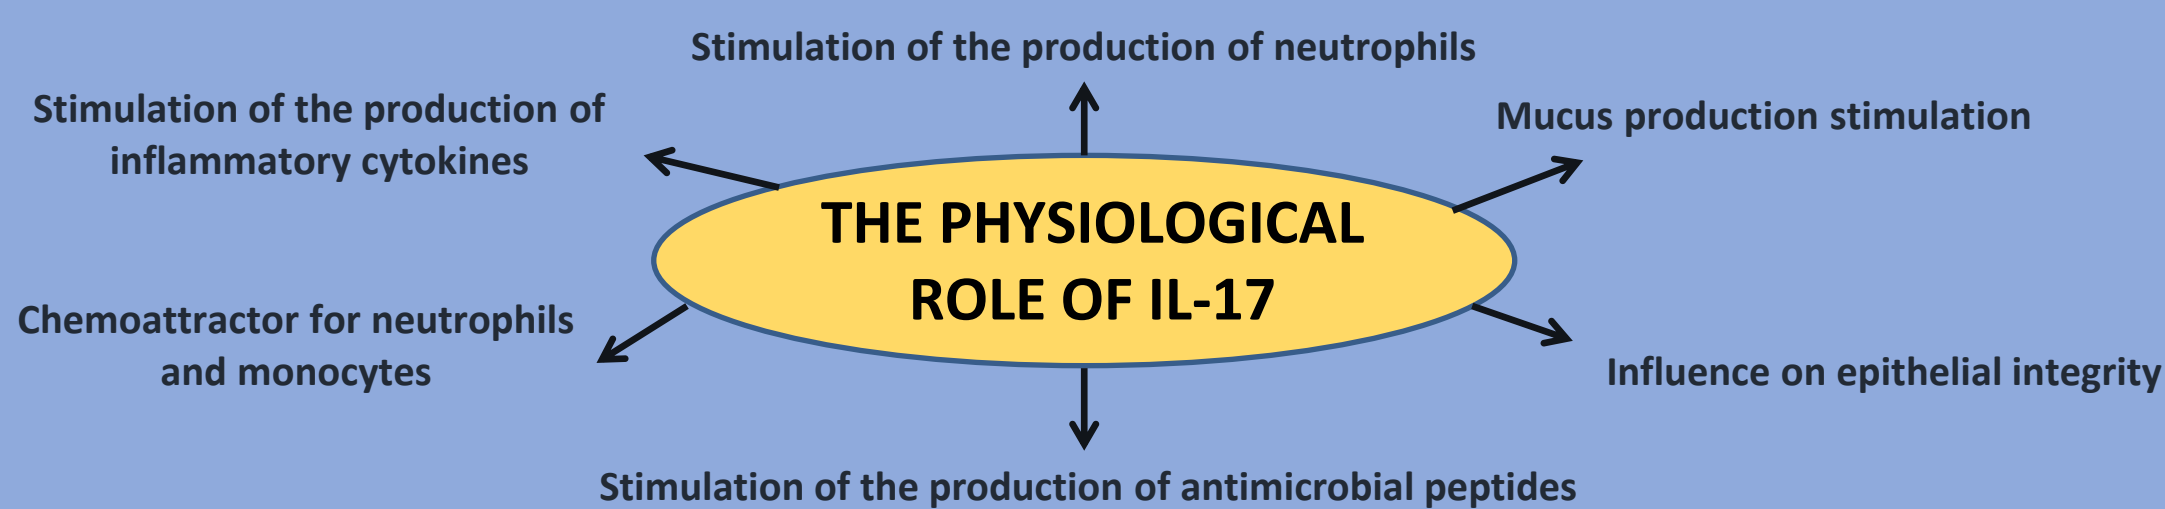 Stimulation of the production of neutrophils
Stimulation of the production of
inflammatory cytokines
Mucus production stimulation
THE PHYSIOLOGICAL
ROLE OF IL-17
Chemoattractor for neutrophils
and monocytes
Influence on epithelial integrity
Stimulation of the production of antimicrobial peptides